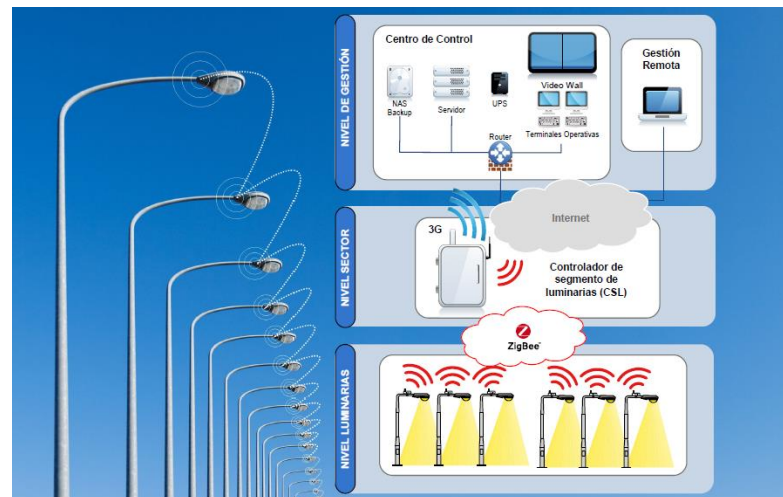 NIVEL DE GESTIÓN
Centro de Control
NAS
Backup
Servidor
UPS
Video Wall
Terminales Operativas
Router
Gestión
Remota
Internet
NIVEL SECTOR
3G
Controlador de
segmento de
luminarias (CSL)
ZigBee
NIVEL LUMINARIAS